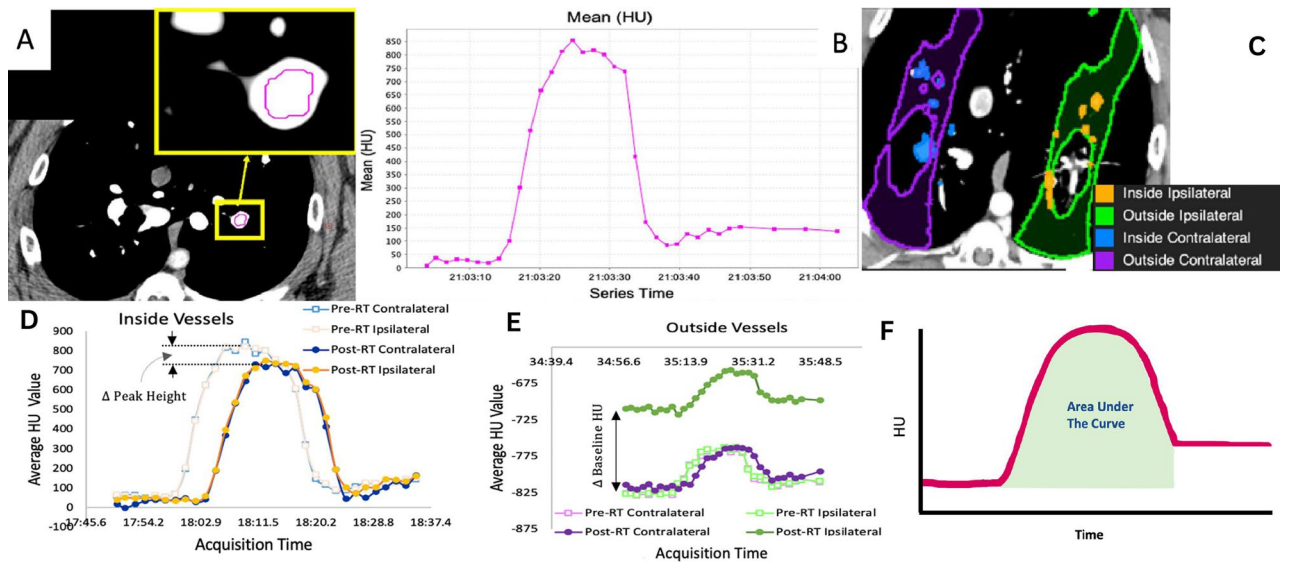 A
Mean (HU)
Mean (HU)
850
800
750
700
650
600
550
500
450
400
350
300
250
200
150
100
50
0
21:03:10
21:03:20
21:03:30
21:03:40
21:03:50
21:04:00
Series Time
B
C
Inside Ipsilateral
Outside Ipsilateral
Inside Contralateral
Outside Contralateral
D
Inside Vessels
Pre-RT Contralateral
Pre-RT Ipsilateral
Post-RT Contralateral
Post-RT Ipsilateral
Δ Peak Height
Average HU Value
900
800
700
600
500
400
300
200
100
0
-100
17:45.6
17:54.2
18:02.9
18:11.5
18:20.2
18:28.8
18:37.4
Acquisition Time
E
Outside Vessels
34:39.4
34:56.6
35:13.9
35:31.2
35:48.5
Average HU Value
-675
-725
-775
-825
-875
Δ Baseline HU
Pre-RT Contralateral
Pre-RT Ipsilateral
Post-RT Contralateral
Post-RT Ipsilateral
Acquisition Time
F
HU
Area Under
The Curve
Time